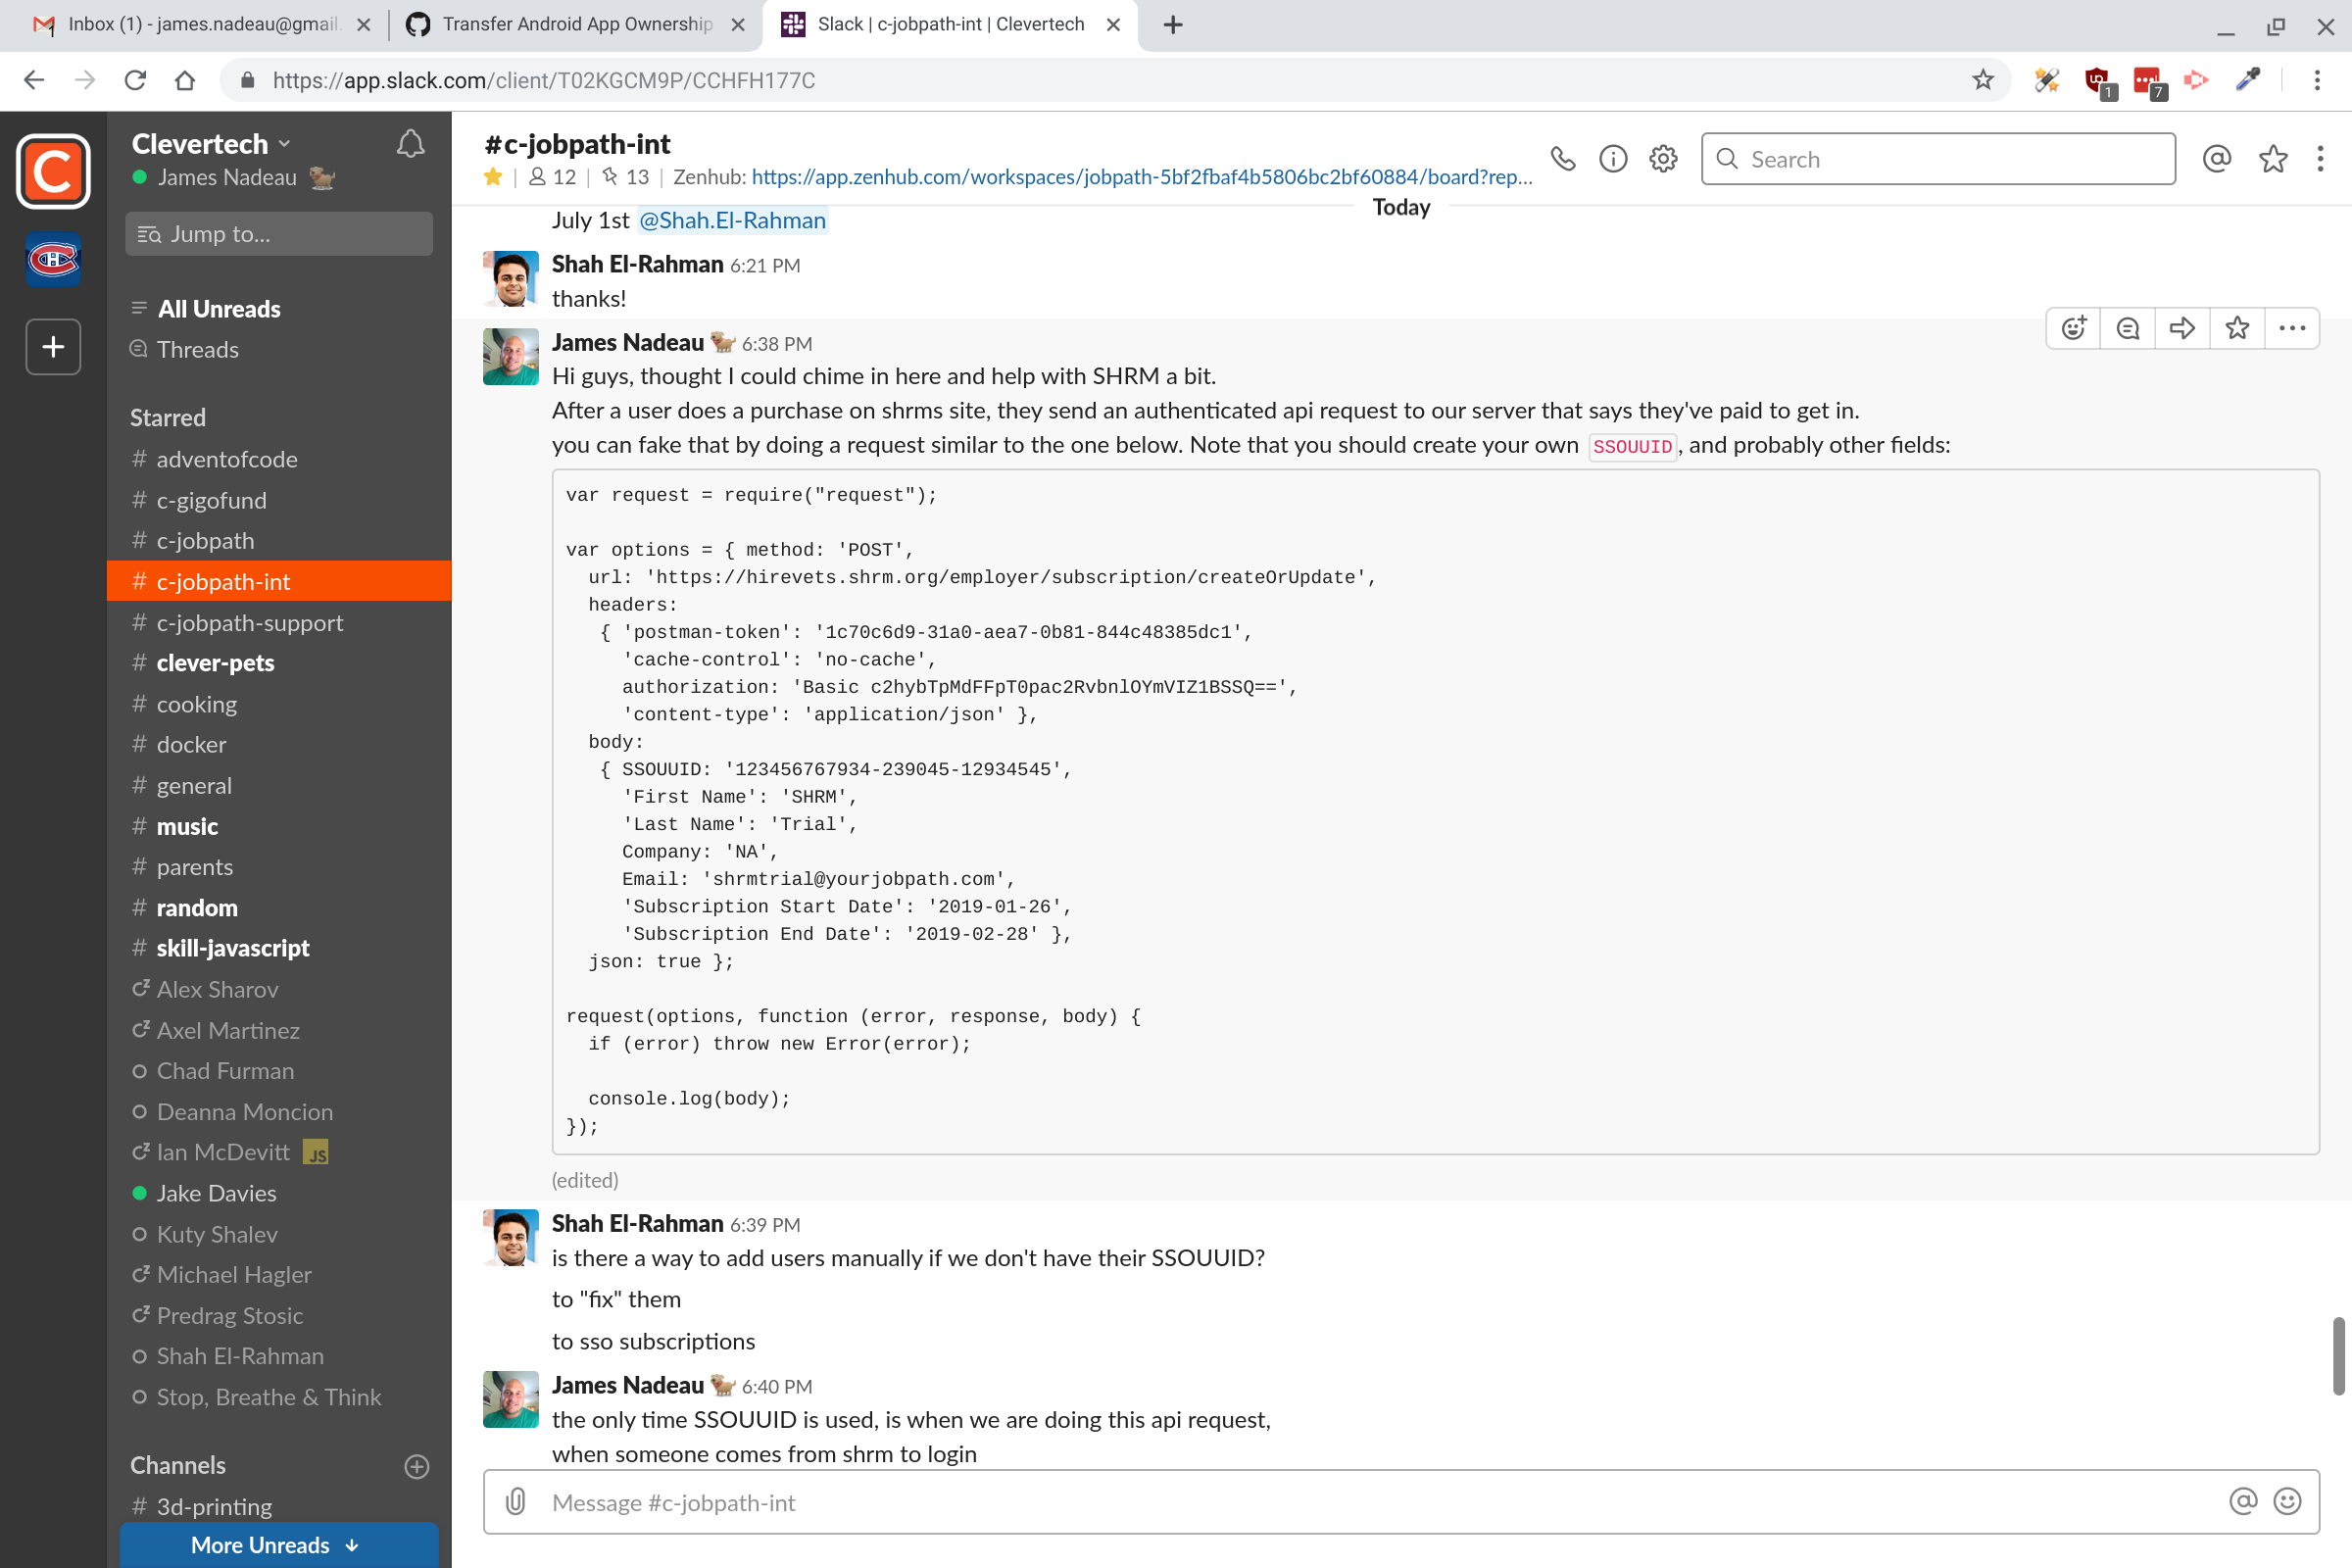 Inbox (1) - james.nadeau@gmail.
Transfer Android App Ownership
Slack | c-jobpath-int | Clevertech
https://app.slack.com/client/T02KGCM9P/CCHFH177C
1
7
Clevertech
James Nadeau
Jump to...
All Unreads
Threads
Starred
# adventofcode
# c-gigofund
# c-jobpath
# c-jobpath-int
# c-jobpath-support
# clever-pets
# cooking
# docker
# general
# music
# parents
# random
# skill-javascript
Alex Sharov
Axel Martinez
Chad Furman
Deanna Moncion
Ian McDevitt JS
Jake Davies
Kuty Shalev
Michael Hagler
Predrag Stosic
Shah El-Rahman
Stop, Breathe & Think
Channels
# 3d-printing
More Unreads
#c-jobpath-int
| 12 | 13 | Zenhub: https://app.zenhub.com/workspaces/jobpath-5bf2fbaf4b5806bc2bf60884/board?rep...
Search
Today
July 1st @Shah.El-Rahman
Shah El-Rahman 6:21 PM
thanks!
James Nadeau 6:38 PM
Hi guys, thought I could chime in here and help with SHRM a bit.
After a user does a purchase on shrms site, they send an authenticated api request to our server that says they've paid to get in.
you can fake that by doing a request similar to the one below. Note that you should create your own SSOUUID, and probably other fields:
var request = require("request");
var options = { method: 'POST',
url: 'https://hirevets.shrm.org/employer/subscription/createOrUpdate',
headers:
{ 'postman-token': '1c70c6d9-31a0-aea7-0b81-844c48385dc1',
'cache-control': 'no-cache',
authorization: 'Basic c2hybTpMdFFpT0pac2RvbnlOYmVIZ1BSSQ==',
'content-type': 'application/json' },
body:
{ SSOUUID: '123456767934-239045-12934545',
'First Name': 'SHRM',
'Last Name': 'Trial',
Company: 'NA',
Email: 'shrmtrial@yourjobpath.com',
'Subscription Start Date': '2019-01-26',
'Subscription End Date': '2019-02-28' },
json: true };
request(options, function (error, response, body) {
if (error) throw new Error(error);
console.log(body);
});
(edited)
Shah El-Rahman 6:39 PM
is there a way to add users manually if we don't have their SSOUUID?
to "fix" them
to sso subscriptions
James Nadeau 6:40 PM
the only time SSOUUID is used, is when we are doing this api request,
when someone comes from shrm to login
Message #c-jobpath-int